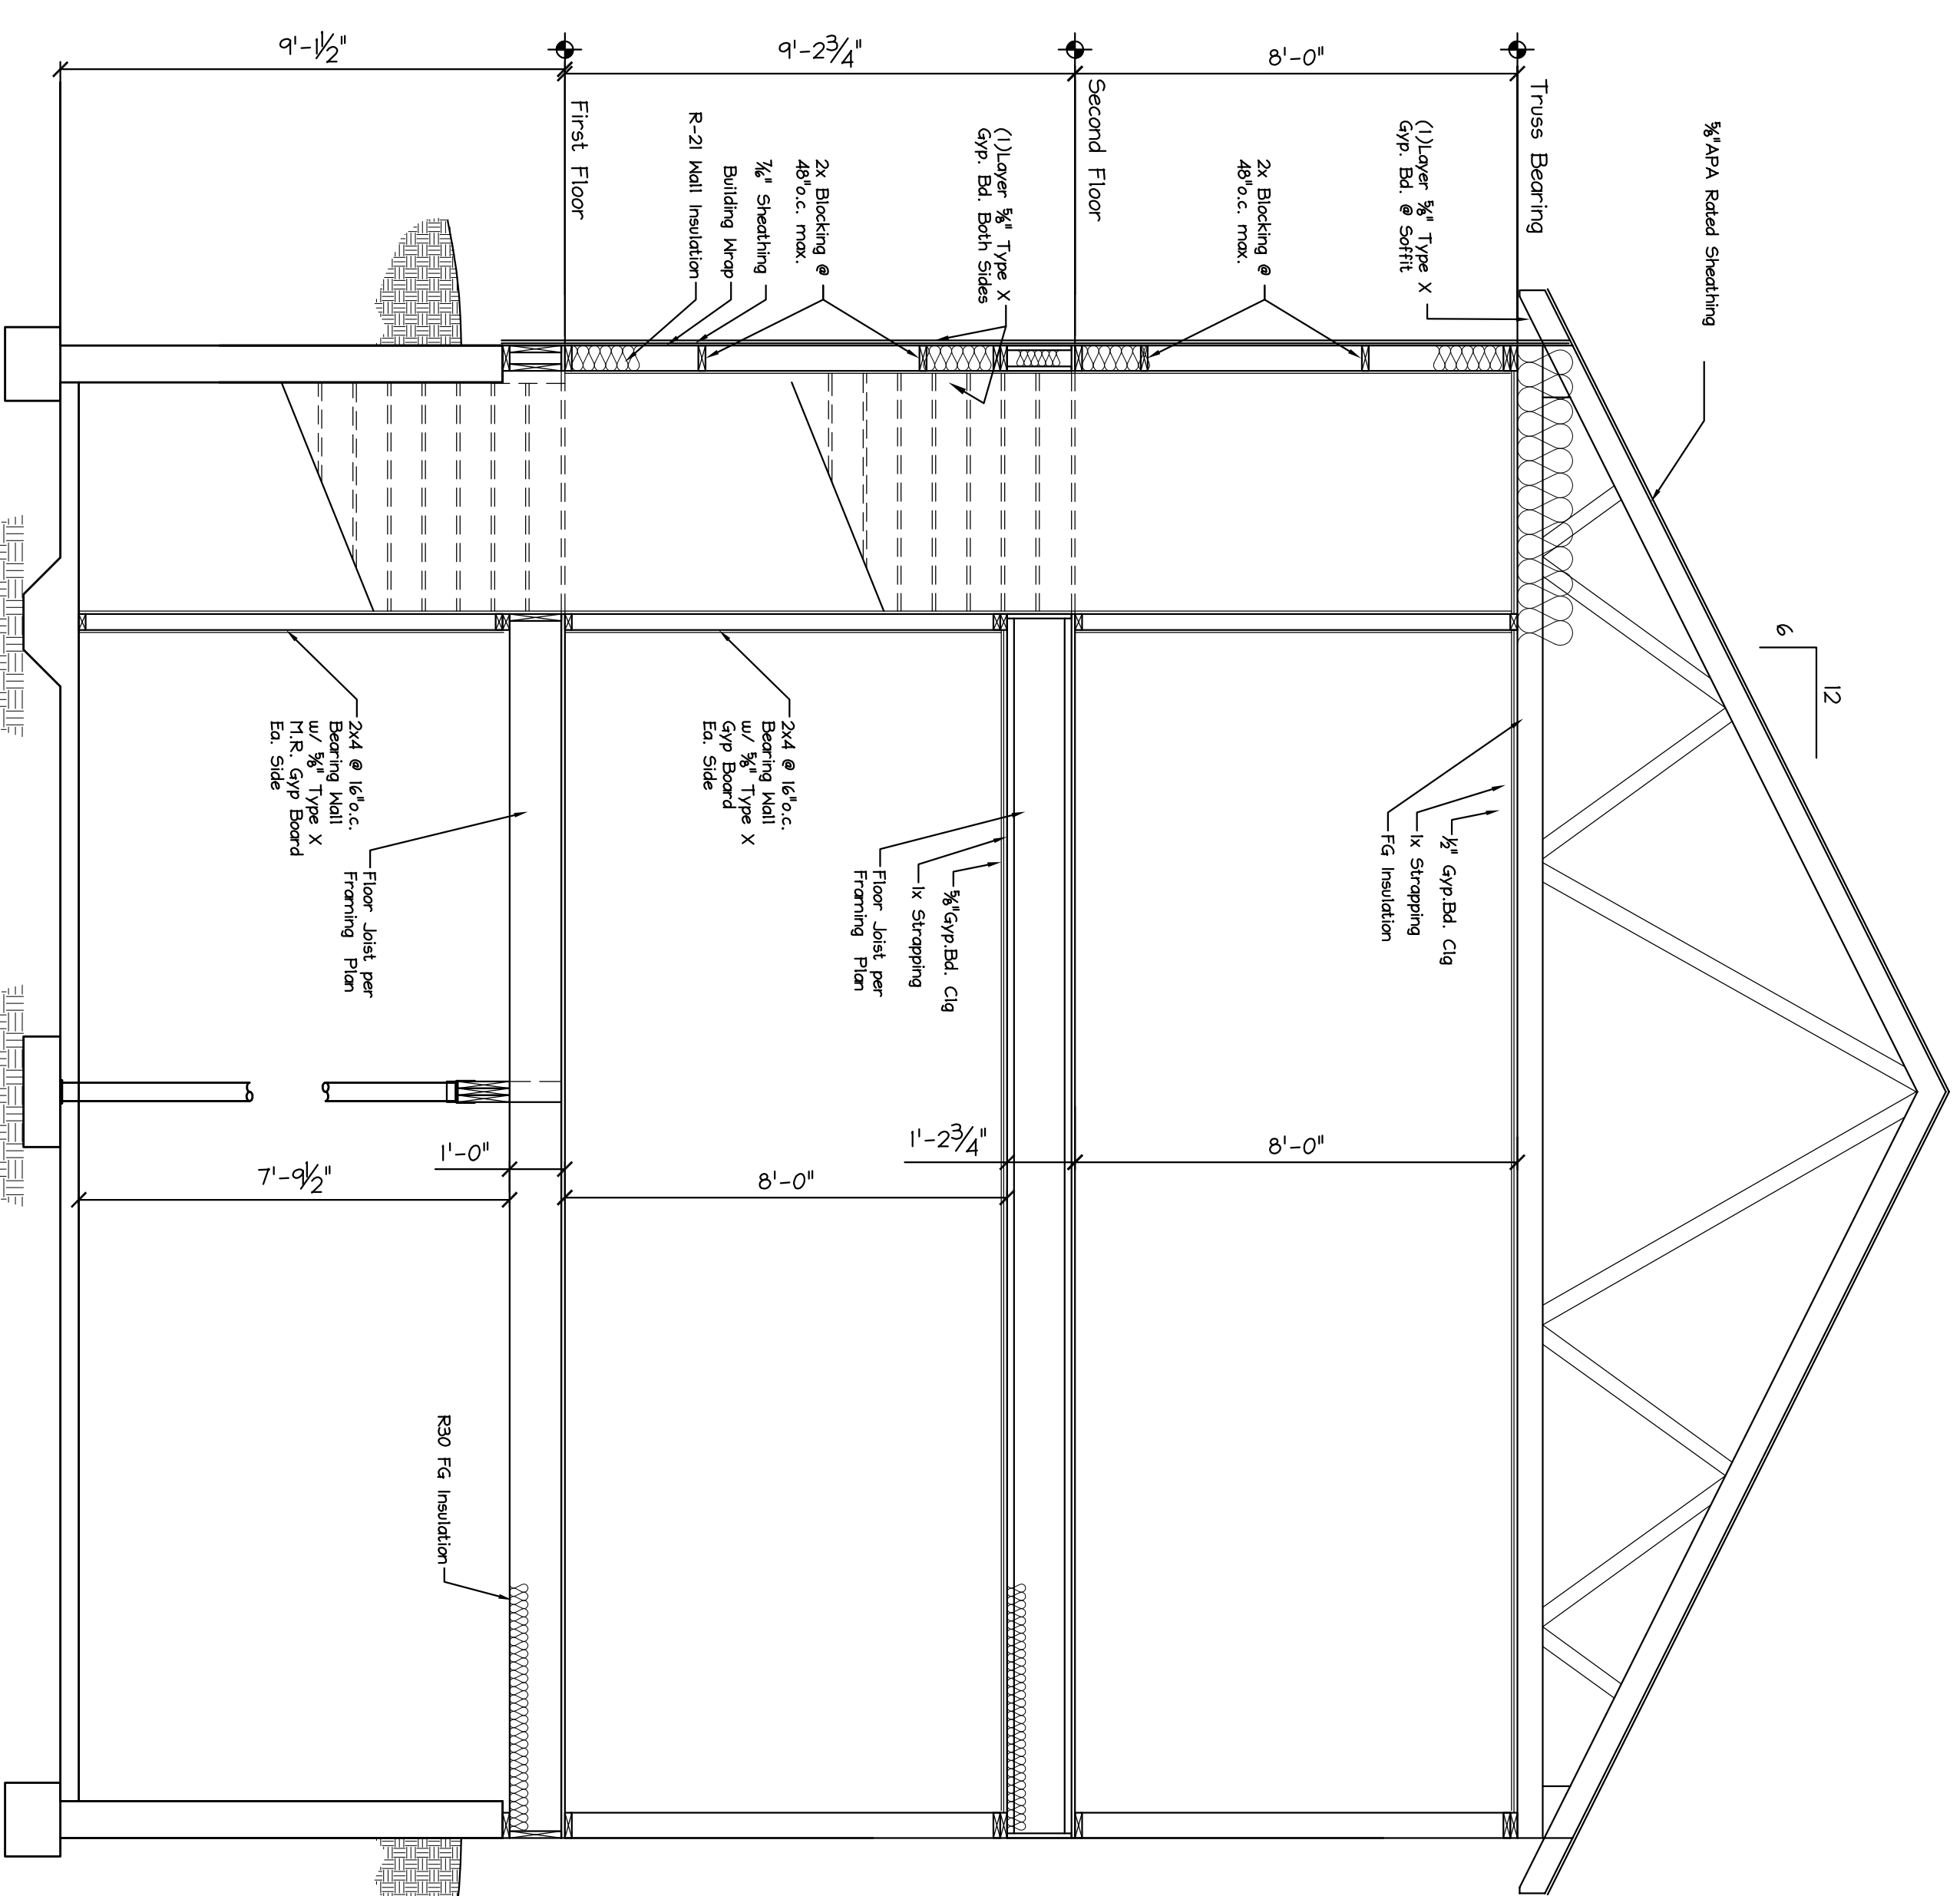 ⅝"APA Rated Sheathing
6
12
Truss Bearing
(1)Layer ⅝" Type X
Gyp. Bd. @ Soffit
8'-0"
2x Blocking @
48"o.c. max.
½" Gyp.Bd. Clg
1x Strapping
FG Insulation
8'-0"
Second Floor
(1)Layer ⅝" Type X
Gyp. Bd. Both Sides
9'-2¾"
2x Blocking @
48"o.c. max.
7/16" Sheathing
Building Wrap
R-21 Wall Insulation
1'-2¾"
⅝"Gyp.Bd. Clg
1x Strapping
Floor Joist per
Framing Plan
2x4 @ 16"o.c.
Bearing Wall
w/ ⅝" Type X
Gyp Board
Ea. Side
8'-0"
First Floor
9'-1½"
1'-0"
R30 FG Insulation
Floor Joist per
Framing Plan
2x4 @ 16"o.c.
Bearing Wall
w/ ⅝" Type X
M.R. Gyp Board
Ea. Side
7'-9½"